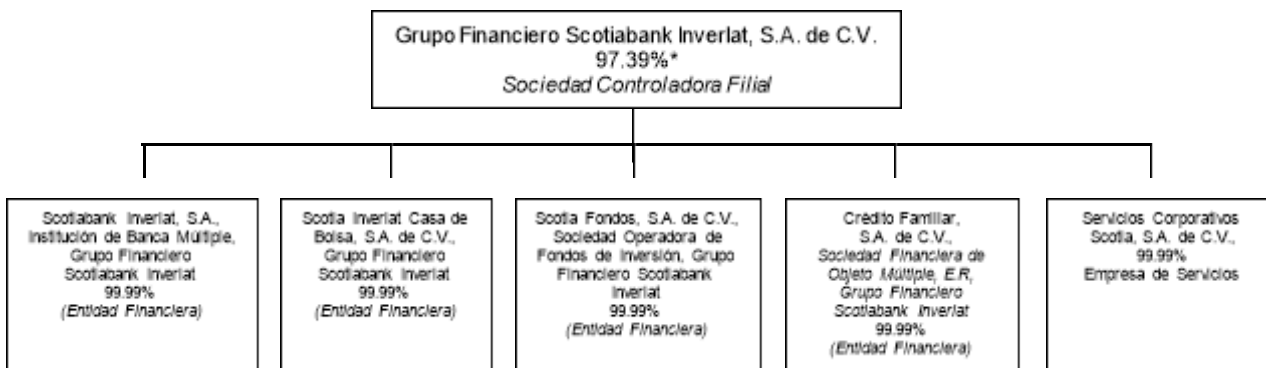 Grupo Financiero Scotiabank Inverlat, S.A. de C.V.
97.39%*
Sociedad Controladora Filial
Scotiabank Inverlat, S.A.,
Institución de Banca Múltiple,
Grupo Financiero
Scotiabank Inverlat
99.99%
(Entidad Financiera)
Scotia Inverlat Casa de
Bolsa, S.A. de C.V.,
Grupo Financiero
Scotiabank Inverlat
99.99%
(Entidad Financiera)
Scotia Fondos, S.A. de C.V.,
Sociedad Operadora de
Fondos de Inversión, Grupo
Financiero Scotiabank
Inverlat
99.99%
(Entidad Financiera)
Crédito Familiar,
S.A. de C.V.,
Sociedad Financiera de
Objeto Múltiple, E.R,
Grupo Financiero
Scotiabank Inverlat
99.99%
(Entidad Financiera)
Servicios Corporativos
Scotia, S.A. de C.V.,
99.99%
Empresa de Servicios